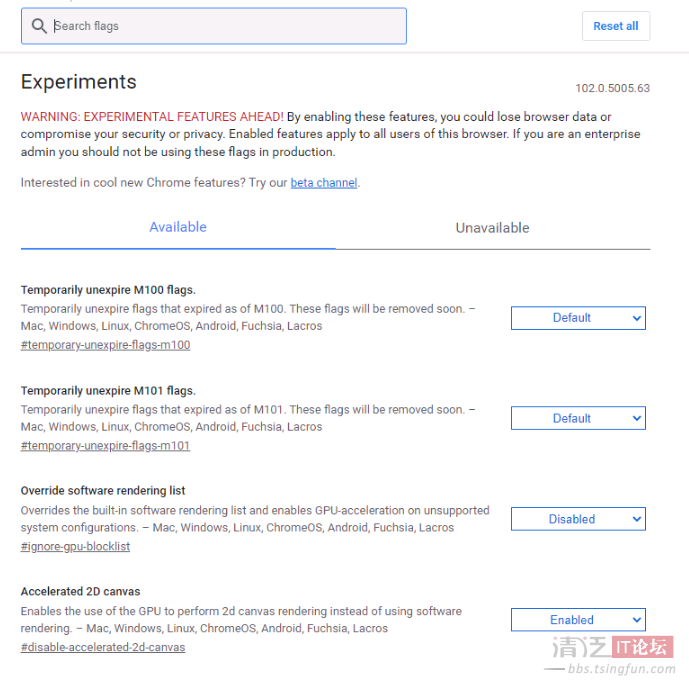 Search flags
Reset all
Experiments
102.0.5005.63
WARNING: EXPERIMENTAL FEATURES AHEAD! By enabling these features, you could lose browser data or
compromise your security or privacy. Enabled features apply to all users of this browser. If you are an enterprise
admin you should not be using these flags in production.
Interested in cool new Chrome features? Try our beta channel.
Available
Unavailable
Temporarily unexpire M100 flags.
Temporarily unexpire flags that expired as of M100. These flags will be removed soon. –
Mac, Windows, Linux, ChromeOS, Android, Fuchsia, Lacros
#temporary-unexpire-flags-m100
Default
Temporarily unexpire M101 flags.
Temporarily unexpire flags that expired as of M101. These flags will be removed soon. –
Mac, Windows, Linux, ChromeOS, Android, Fuchsia, Lacros
#temporary-unexpire-flags-m101
Default
Override software rendering list
Overrides the built-in software rendering list and enables GPU-acceleration on unsupported
system configurations. – Mac, Windows, Linux, ChromeOS, Android, Fuchsia, Lacros
#ignore-gpu-blocklist
Disabled
Accelerated 2D canvas
Enables the use of the GPU to perform 2d canvas rendering instead of using software
rendering. – Mac, Windows, Linux, ChromeOS, Android, Fuchsia, Lacros
#disable-accelerated-2d-canvas
Enabled
清泛IT论坛
bbs.tsingfun.com